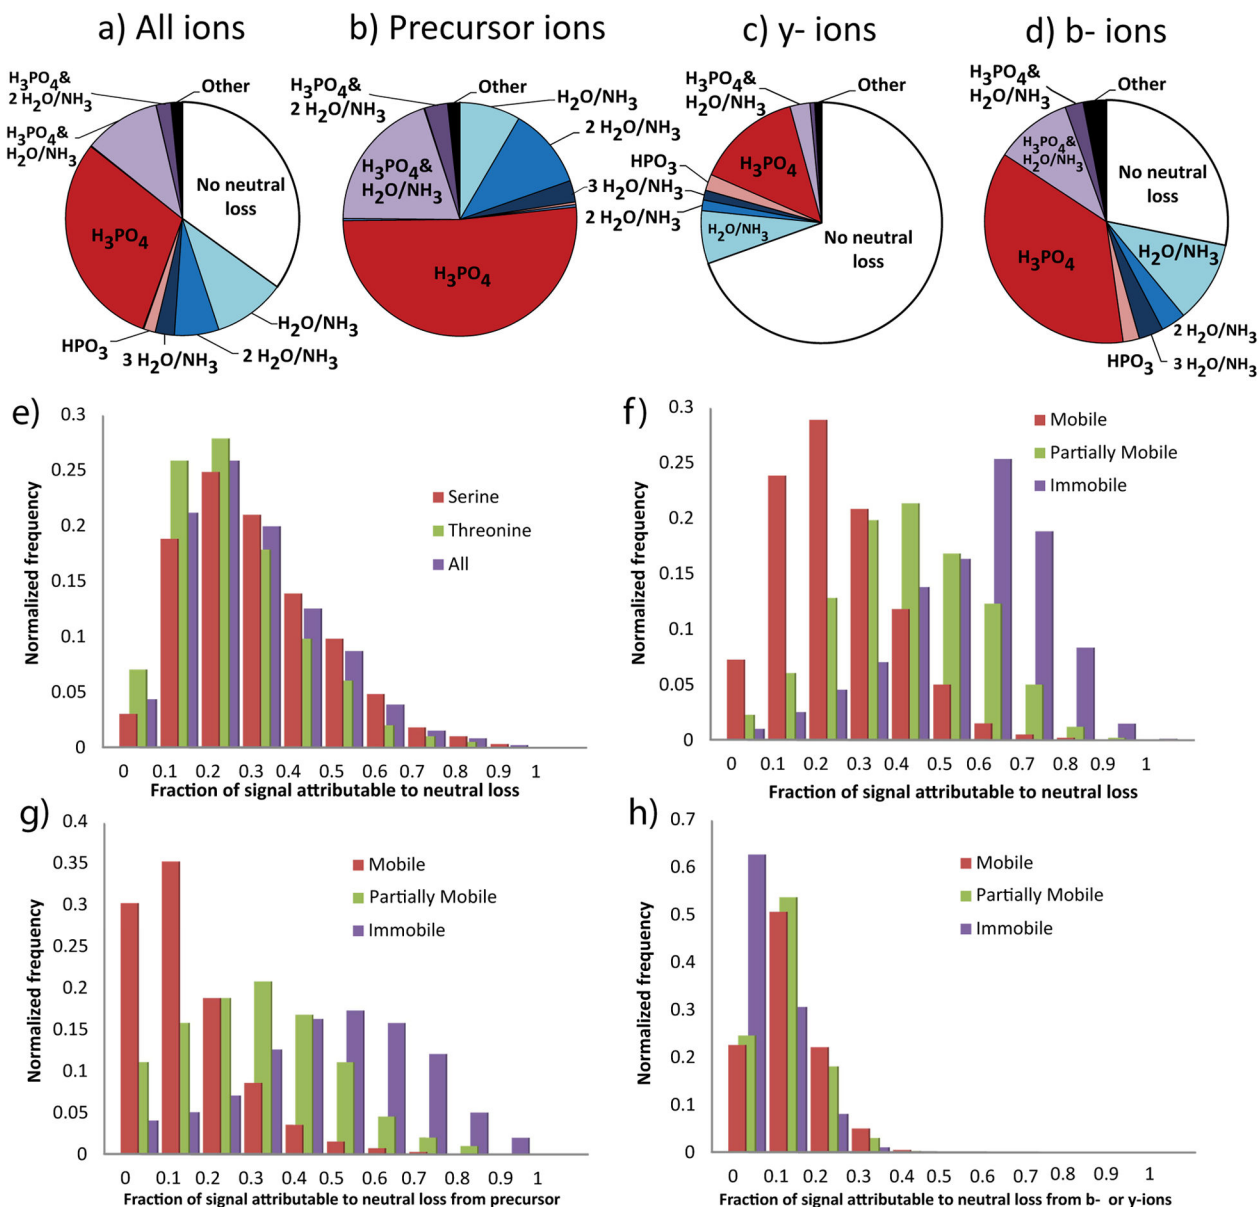 a) All ions
b) Precursor ions
c) y- ions
d) b- ions
H3PO4&
2 H2O/NH3
Other
H3PO4&
H2O/NH3
No neutral
loss
H3PO4
HPO3
3 H2O/NH3
2 H2O/NH3
H2O/NH3
H3PO4&
2 H2O/NH3
Other
H2O/NH3
2 H2O/NH3
H3PO4&
H2O/NH3
3 H2O/NH3
H3PO4
H3PO4&
H2O/NH3
Other
HPO3
H3PO4
3 H2O/NH3
2 H2O/NH3
H2O/NH3
No neutral
loss
H3PO4&
H2O/NH3
Other
H3PO4&
H2O/NH3
No neutral
loss
H3PO4
H2O/NH3
2 H2O/NH3
HPO3
3 H2O/NH3
e)
0.3
0.25
0.2
0.15
0.1
0.05
0
Normalized frequency
Serine
Threonine
All
0 0.1 0.2 0.3 0.4 0.5 0.6 0.7 0.8 0.9 1
Fraction of signal attributable to neutral loss
f)
0.3
0.25
0.2
0.15
0.1
0.05
0
Normalized frequency
Mobile
Partially Mobile
Immobile
0 0.1 0.2 0.3 0.4 0.5 0.6 0.7 0.8 0.9 1
Fraction of signal attributable to neutral loss
g)
0.4
0.35
0.3
0.25
0.2
0.15
0.1
0.05
0
Normalized frequency
Mobile
Partially Mobile
Immobile
0 0.1 0.2 0.3 0.4 0.5 0.6 0.7 0.8 0.9 1
Fraction of signal attributable to neutral loss from precursor
h)
0.7
0.6
0.5
0.4
0.3
0.2
0.1
0
Normalized frequency
Mobile
Partially Mobile
Immobile
0 0.1 0.2 0.3 0.4 0.5 0.6 0.7 0.8 0.9 1
Fraction of signal attributable to neutral loss from b- or y-ions